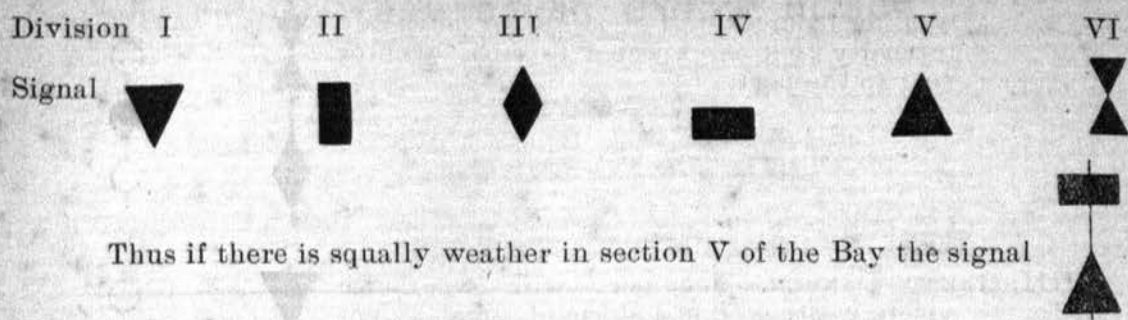 Division I II III IV V VI
Signal
Thus if there is squally weather in section V of the Bay the signal